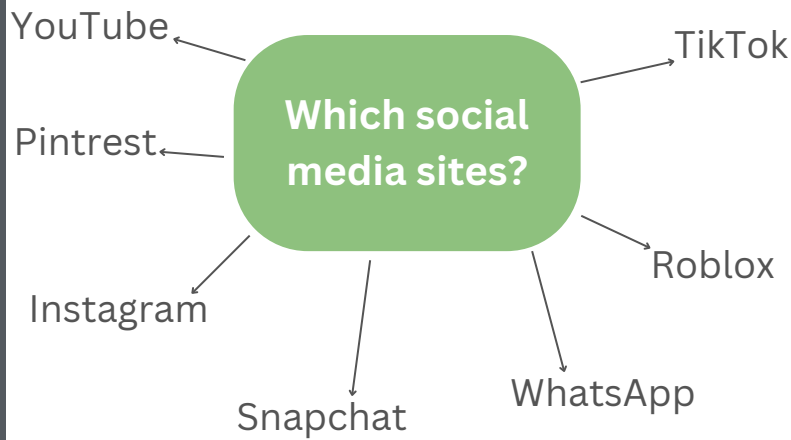 YouTube
TikTok
Which social
media sites?
Pintrest
Roblox
Instagram
WhatsApp
Snapchat